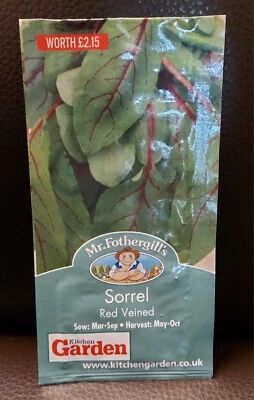 WORTH £2.15
Mr.Fothergill's
Sorrel
Red Veined
Sow: Mar-Sep • Harvest: May-Oct
Kitchen
Garden
www.kitchengarden.co.uk